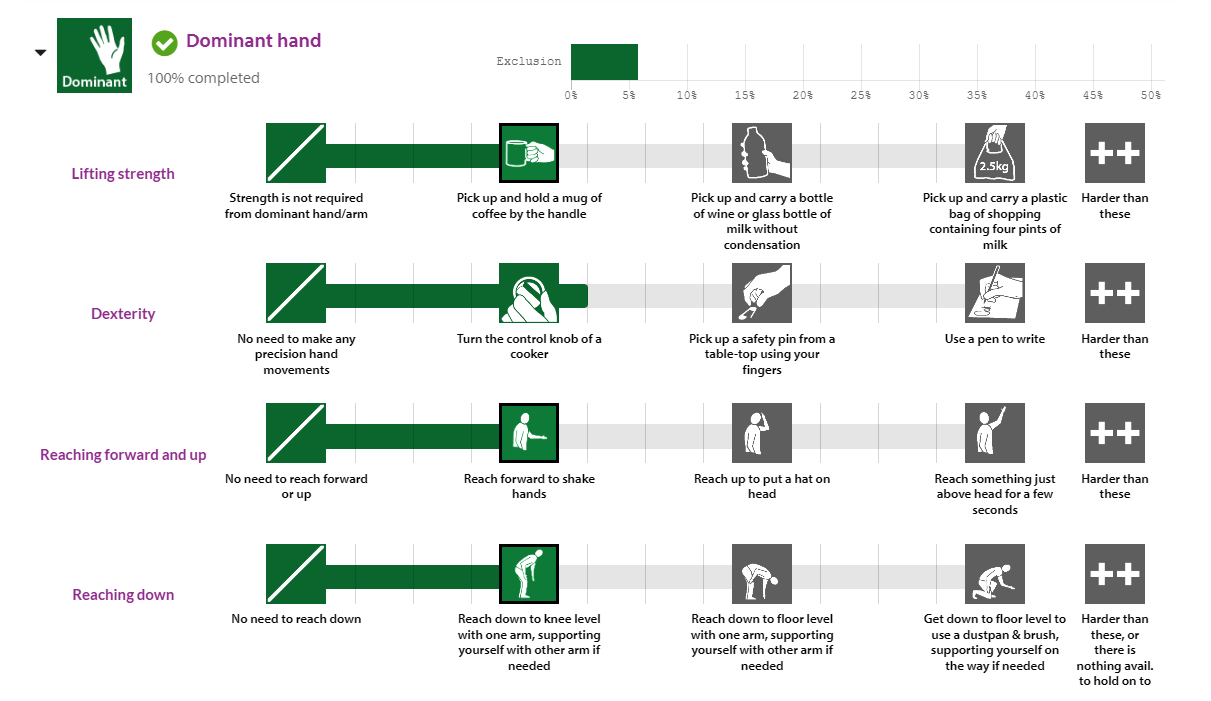 Dominant
Dominant hand
100% completed
Exclusion
0% 5% 10% 15% 20% 25% 30% 35% 40% 45% 50%
Lifting strength
2.5kg
++
Strength is not required
from dominant hand/arm
Pick up and hold a mug of
coffee by the handle
Pick up and carry a bottle
of wine or glass bottle of
milk without
condensation
Pick up and carry a plastic
bag of shopping
containing four pints of
milk
Harder than
these
Dexterity
++
No need to make any
precision hand
movements
Turn the control knob of a
cooker
Pick up a safety pin from a
table-top using your
fingers
Use a pen to write
Harder than
these
Reaching forward and up
++
No need to reach forward
or up
Reach forward to shake
hands
Reach up to put a hat on
head
Reach something just
above head for a few
seconds
Harder than
these
Reaching down
++
No need to reach down
Reach down to knee level
with one arm, supporting
yourself with other arm if
needed
Reach down to floor level
with one arm, supporting
yourself with other arm if
needed
Get down to floor level to
use a dustpan & brush,
supporting yourself on
the way if needed
Harder than
these, or
there is
nothing avail.
to hold on to